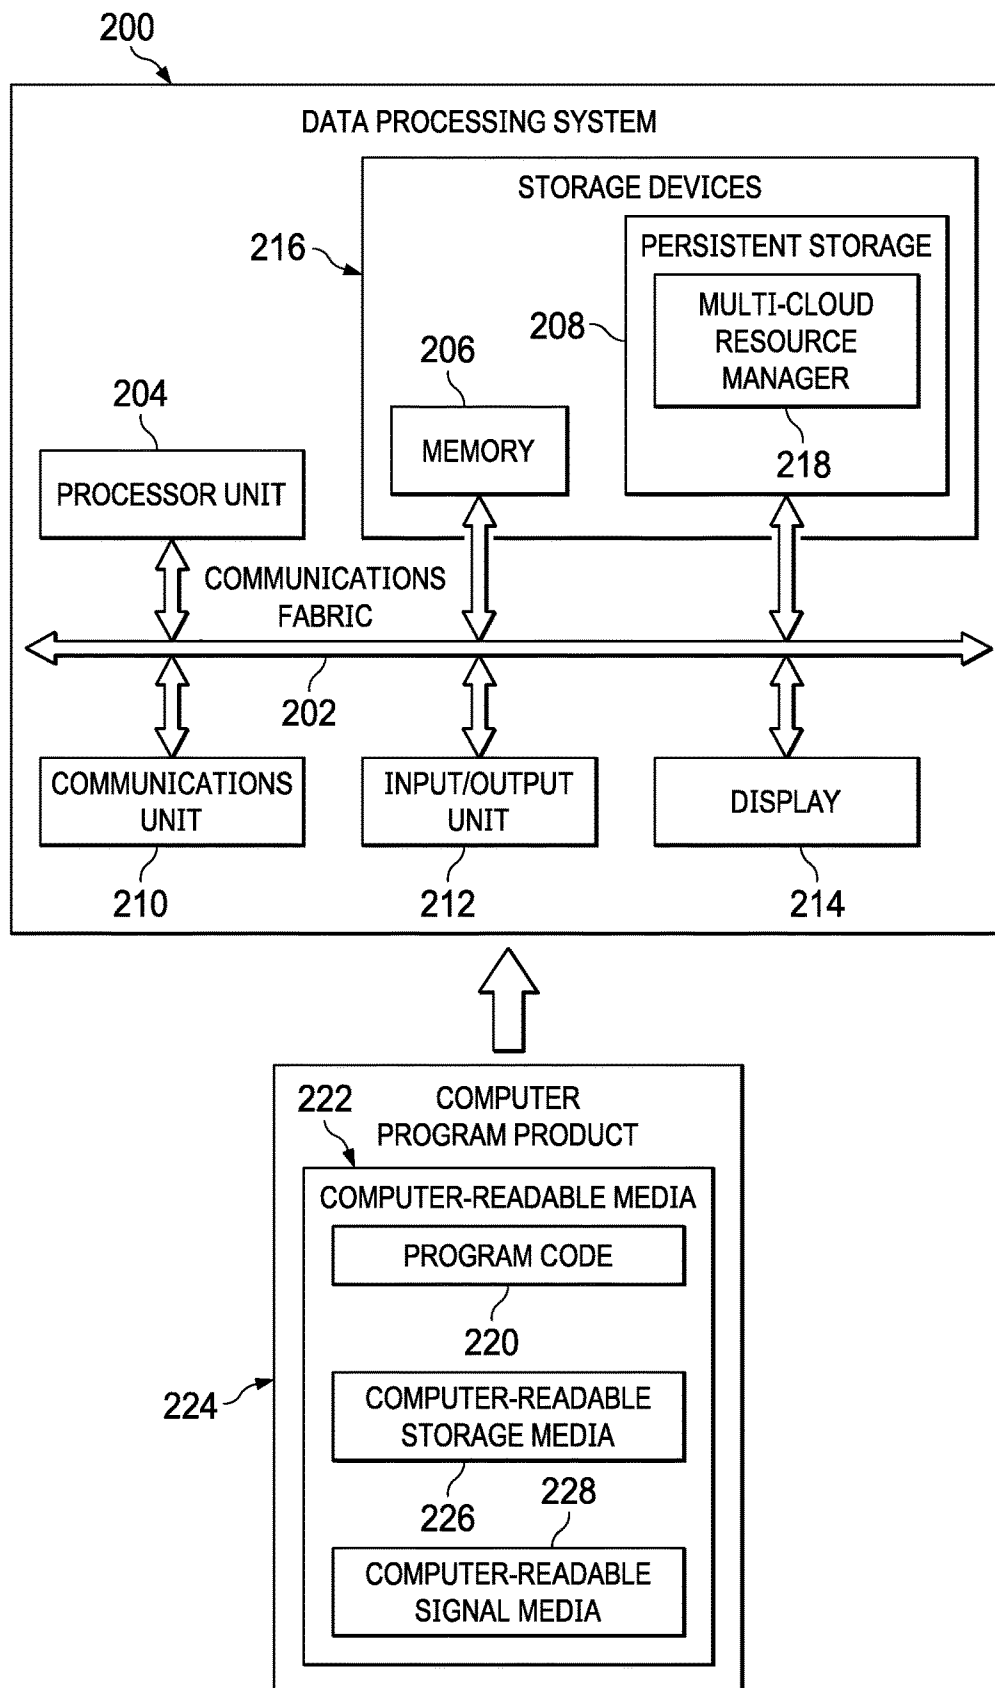 200
DATA PROCESSING SYSTEM
STORAGE DEVICES
216
PERSISTENT STORAGE
208
MULTI-CLOUD
RESOURCE
MANAGER
218
206
MEMORY
204
PROCESSOR UNIT
COMMUNICATIONS
FABRIC
202
COMMUNICATIONS
UNIT
210
INPUT/OUTPUT
UNIT
212
DISPLAY
214
COMPUTER
PROGRAM PRODUCT
222
COMPUTER-READABLE MEDIA
PROGRAM CODE
220
224
COMPUTER-READABLE
STORAGE MEDIA
226
228
COMPUTER-READABLE
SIGNAL MEDIA